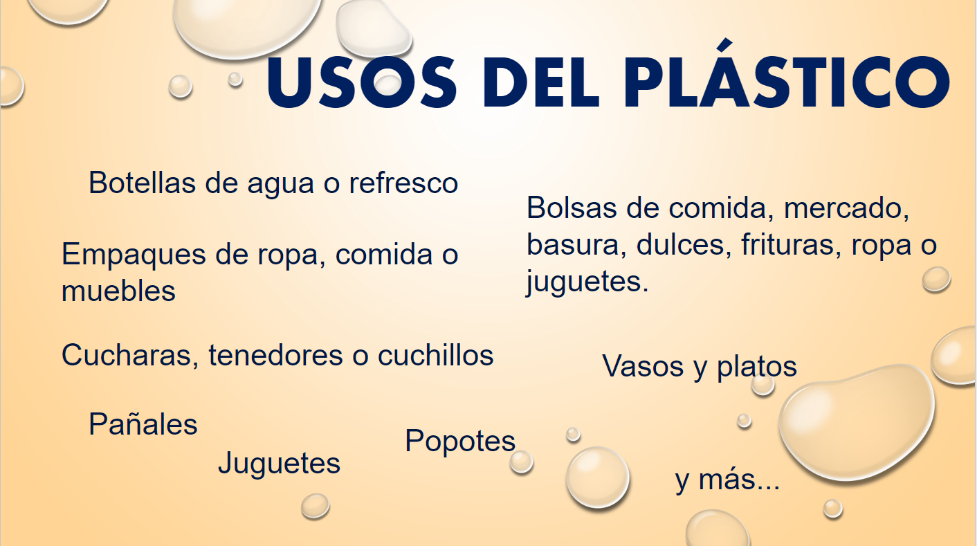 USOS DEL PLÁSTICO
Botellas de agua o refresco
Empaques de ropa, comida o
muebles
Cucharas, tenedores o cuchillos
Pañales
Juguetes
Popotes
Bolsas de comida, mercado,
basura, dulces, frituras, ropa o
juguetes.
Vasos y platos
y más...